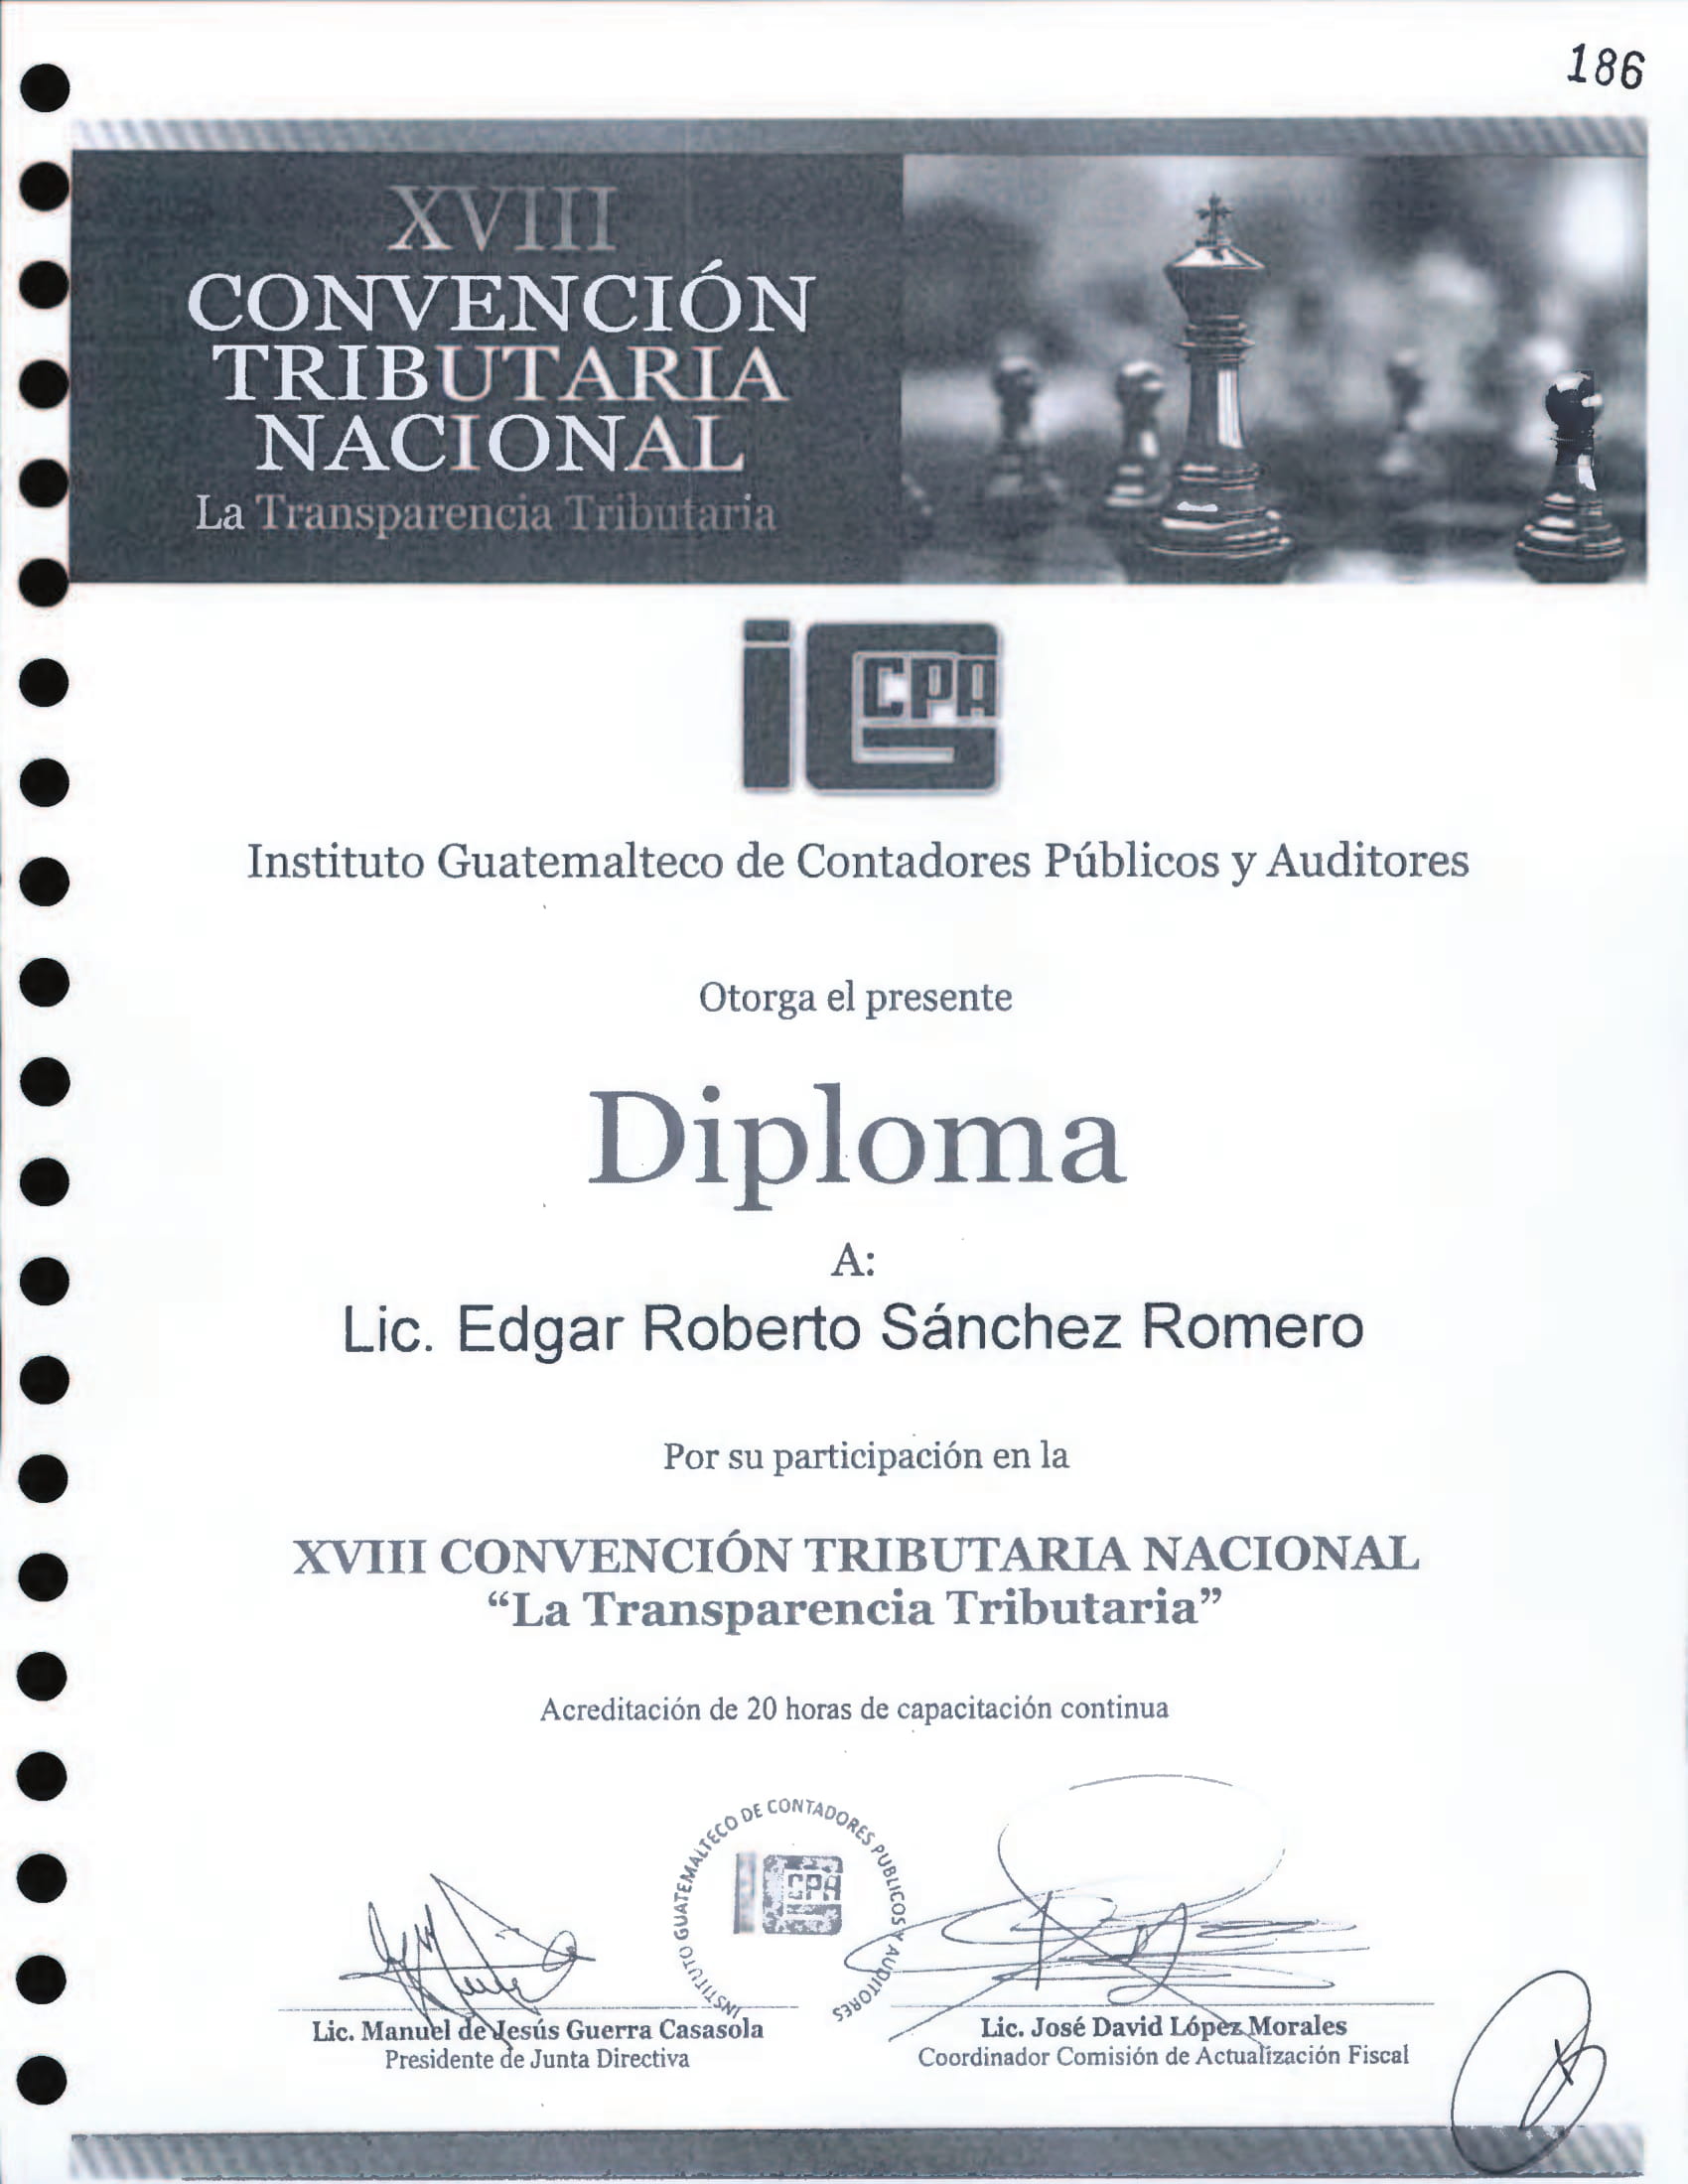 186
XVIII
CONVENCIÓN
TRIBUTARIA
NACIONAL
La Transparencia Tributaria
iG CPA
Instituto Guatemalteco de Contadores Públicos y Auditores
Otorga el presente
Diploma
A:
Lic. Edgar Roberto Sánchez Romero
Por su participación en la
XVIII CONVENCIÓN TRIBUTARIA NACIONAL
“La Transparencia Tributaria”
Acreditación de 20 horas de capacitación continua
INSTITUTO GUATEMALTECO DE CONTADORES PUBLICOS Y AUDITORES
CPA
Lic. Manuel de Jesús Guerra Casasola
Presidente de Junta Directiva
Lic. José David López Morales
Coordinador Comisión de Actualización Fiscal